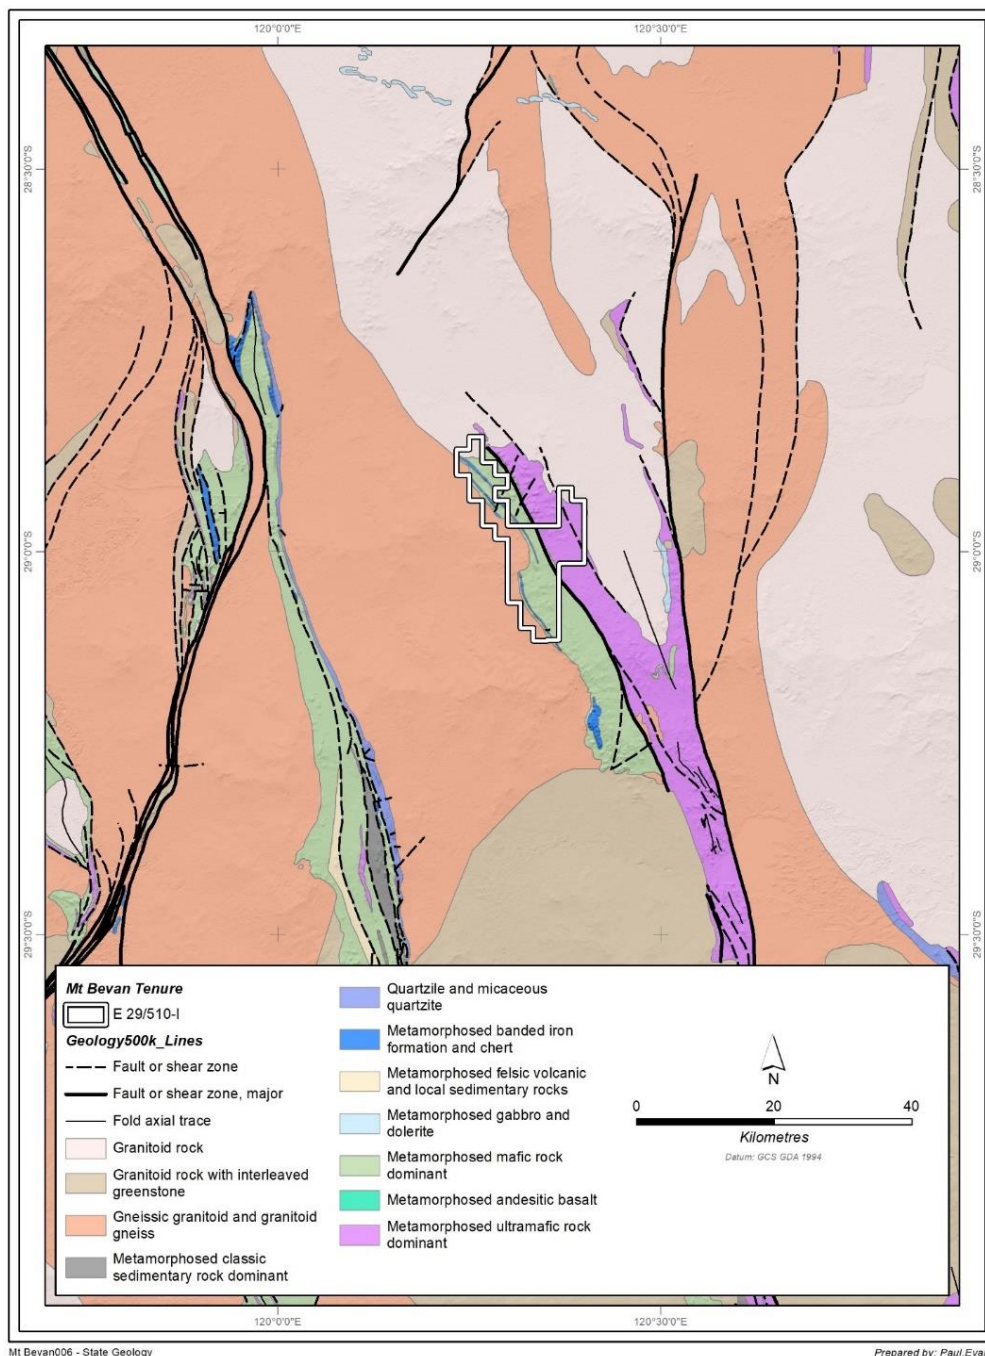 120°0'0"E 120°30'0"E
28°30'0"S 28°30'0"S
29°0'0"S 29°0'0"S
29°30'0"S 29°30'0"S
Mt Bevan Tenure
E 29/510-I
Geology500k_Lines
Fault or shear zone
Fault or shear zone, major
Fold axial trace
Granitoid rock
Granitoid rock with interleaved
greenstone
Gneissic granitoid and granitoid
gneiss
Metamorphosed classic
sedimentary rock dominant
Quartzile and micaceous
quartzite
Metamorphosed banded iron
formation and chert
Metamorphosed felsic volcanic
and local sedimentary rocks
Metamorphosed gabbro and
dolerite
Metamorphosed mafic rock
dominant
Metamorphosed andesitic basalt
Metamorphosed ultramafic rock
dominant
N
0 20 40
Kilometres
Datum: GCS GDA 1994
120°0'0"E 120°30'0"E
Mt Bevan006 - State Geology Prepared by: Paul.Evan